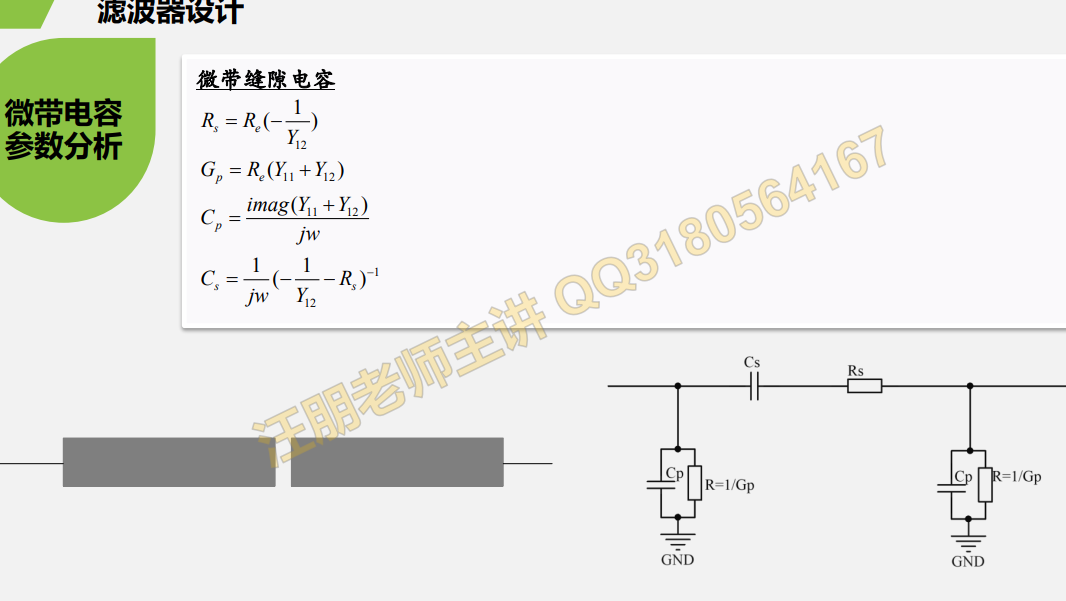 滤波器设计
微带电容
参数分析
微带缝隙电容
R_s = R_e(-\frac{1}{Y_{12}})
G_p = R_e(Y_{11} + Y_{12})
C_p = \frac{imag(Y_{11} + Y_{12})}{jw}
C_s = \frac{1}{jw}(-\frac{1}{Y_{12}} - R_s)^{-1}
汪朋老师主讲 QQ3180564167
Cs
Rs
Cp
R=1/Gp
Cp
R=1/Gp
GND
GND